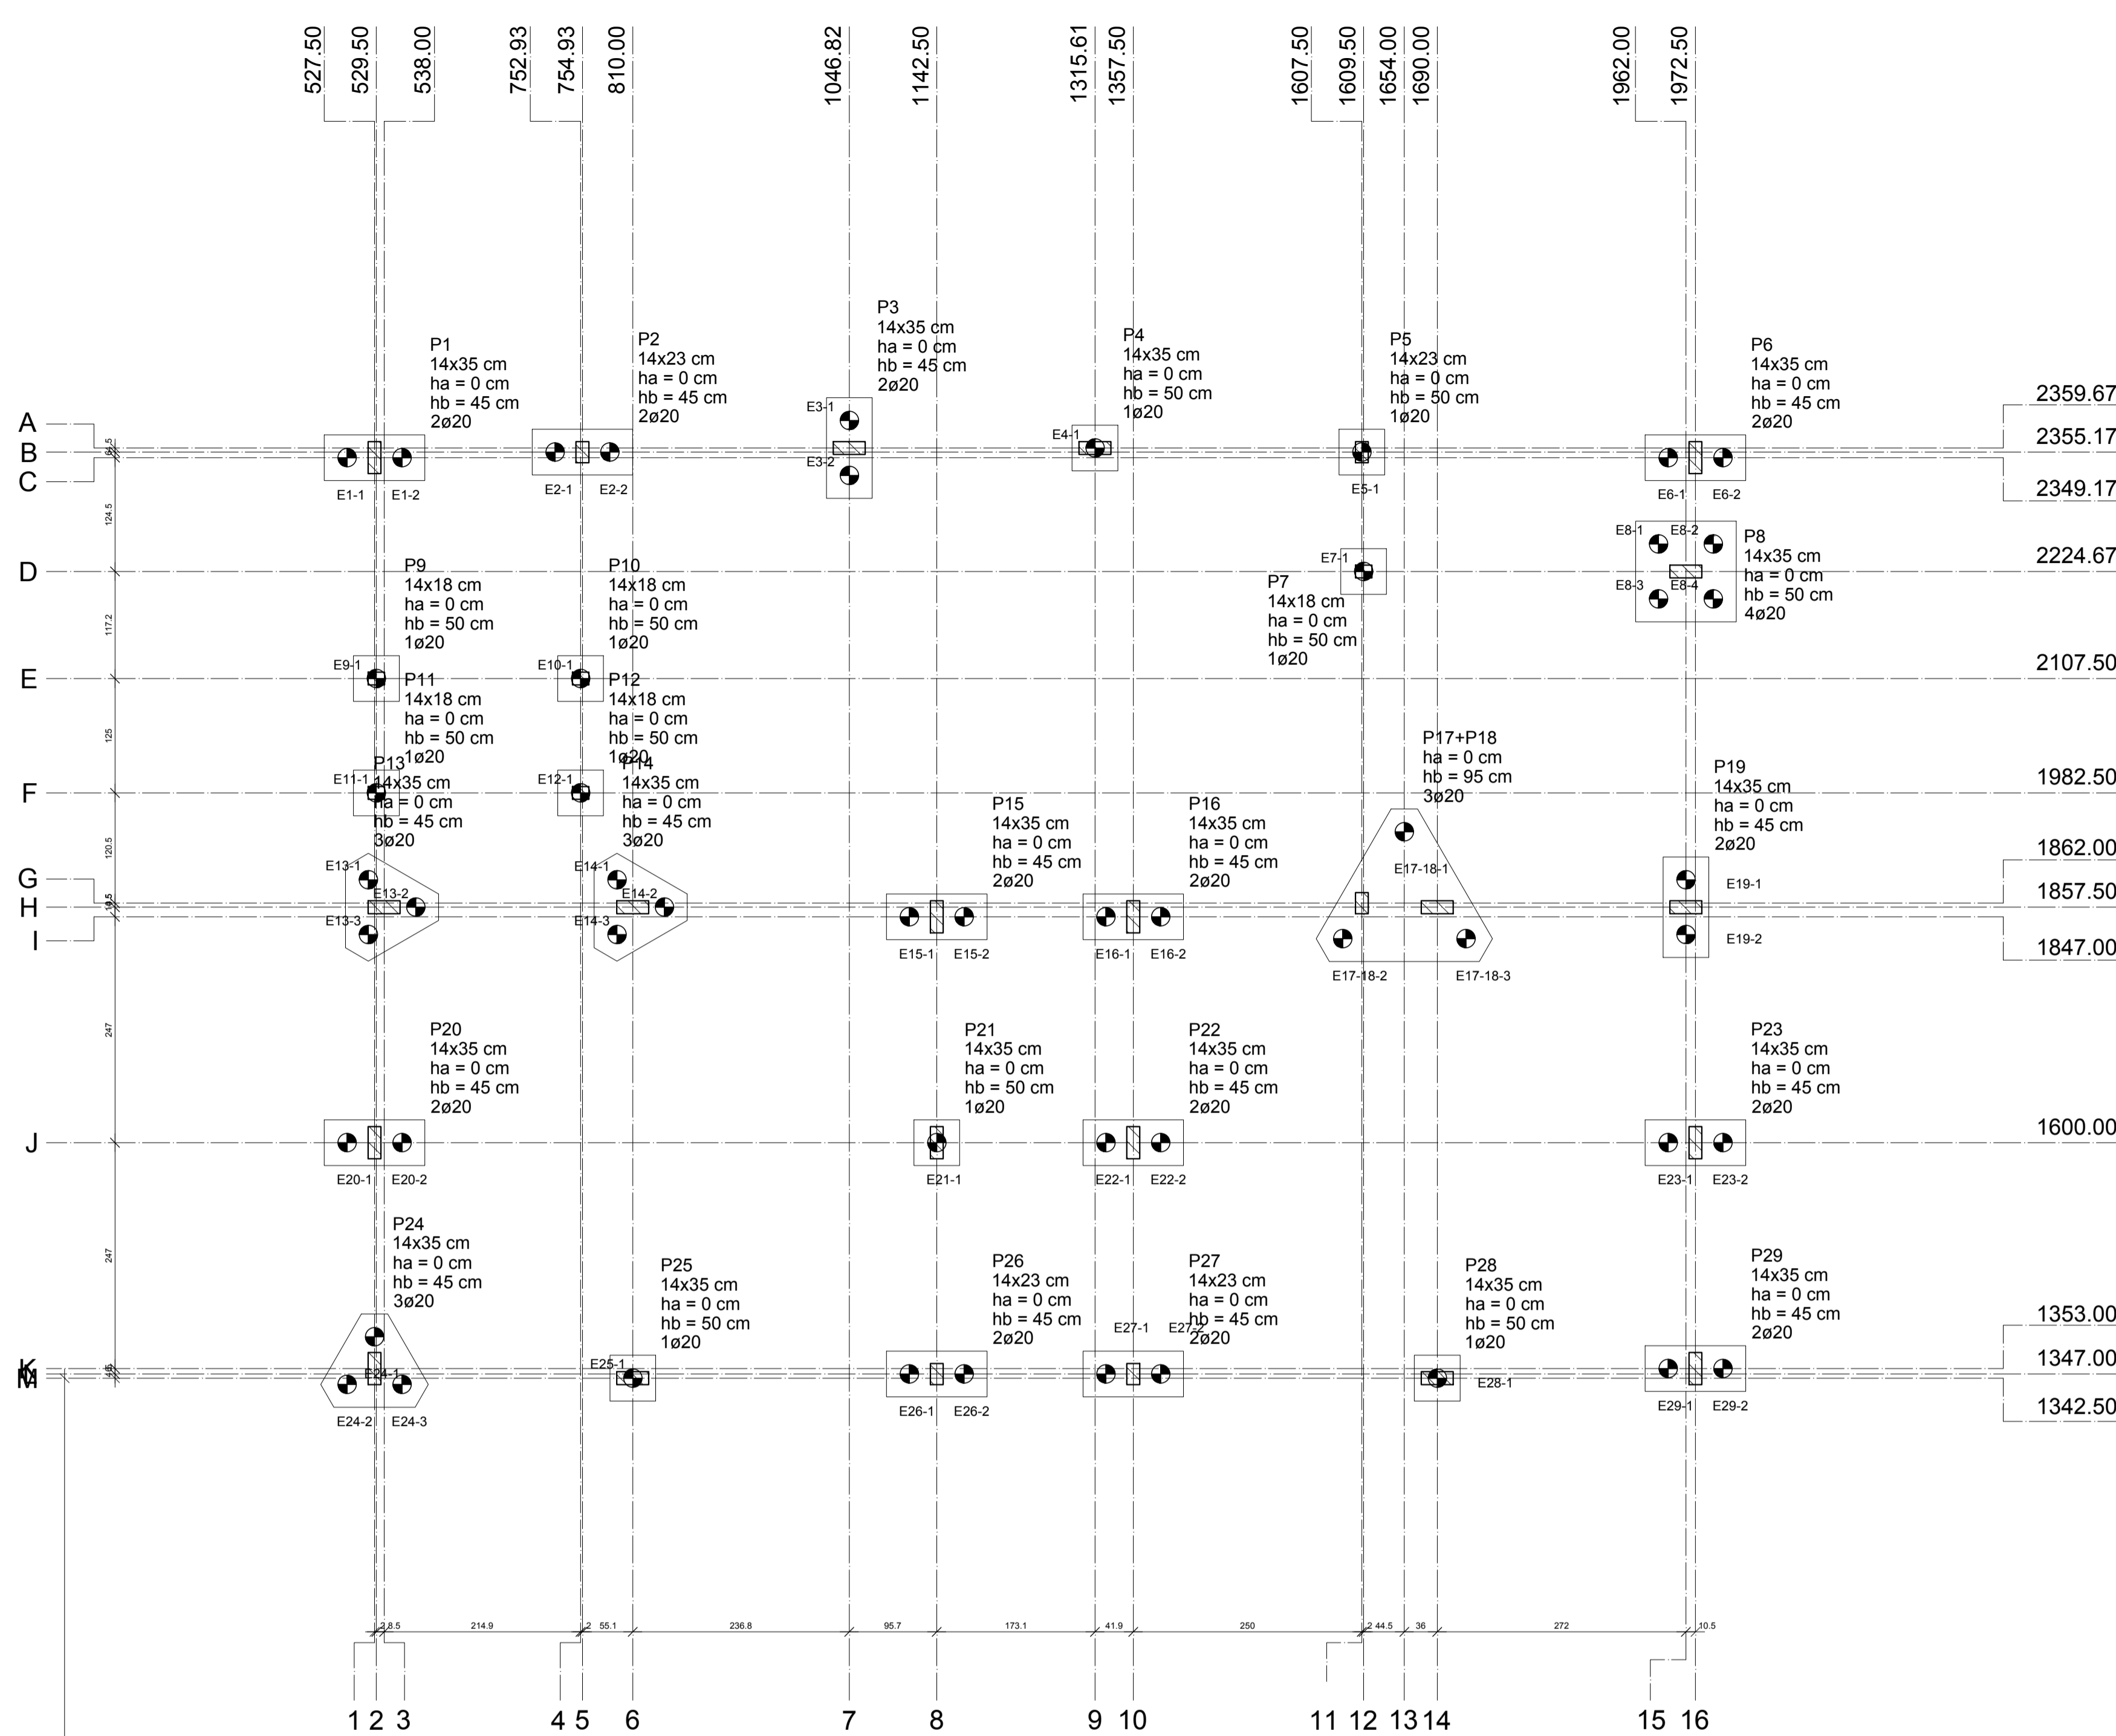 527.50
529.50
538.00
752.93
754.93
810.00
1046.82
1142.50
1315.61
1357.50
1607.50
1609.50
1654.00
1690.00
1962.00
1972.50
P1
14x35 cm
ha = 0 cm
hb = 45 cm
2ø20
P2
14x23 cm
ha = 0 cm
hb = 45 cm
2ø20
P3
14x35 cm
ha = 0 cm
hb = 45 cm
2ø20
P4
14x35 cm
ha = 0 cm
hb = 50 cm
1ø20
P5
14x23 cm
ha = 0 cm
hb = 50 cm
1ø20
P6
14x35 cm
ha = 0 cm
hb = 45 cm
2ø20
A
B
C
2359.67
2355.17
2349.17
E1-1
E1-2
E2-1
E2-2
E3-1
E3-2
E4-1
E5-1
E6-1
E6-2
124.5
D
E7-1
P7
14x18 cm
ha = 0 cm
hb = 50 cm
1ø20
E8-1
E8-2
E8-3
E8-4
P8
14x35 cm
ha = 0 cm
hb = 50 cm
4ø20
2224.67
117.2
P9
14x18 cm
ha = 0 cm
hb = 50 cm
1ø20
P10
14x18 cm
ha = 0 cm
hb = 50 cm
1ø20
E
E9-1
E10-1
2107.50
125
P11
14x18 cm
ha = 0 cm
hb = 50 cm
1ø20
P12
14x18 cm
ha = 0 cm
hb = 50 cm
1ø20
F
E11-1
E12-1
1982.50
120.5
P13
14x35 cm
ha = 0 cm
hb = 45 cm
3ø20
P14
14x35 cm
ha = 0 cm
hb = 45 cm
3ø20
P15
14x35 cm
ha = 0 cm
hb = 45 cm
2ø20
P16
14x35 cm
ha = 0 cm
hb = 45 cm
2ø20
P17+P18
ha = 0 cm
hb = 95 cm
3ø20
P19
14x35 cm
ha = 0 cm
hb = 45 cm
2ø20
G
H
I
1862.00
1857.50
1847.00
E13-1
E13-2
E13-3
E14-1
E14-2
E14-3
E15-1
E15-2
E16-1
E16-2
E17-18-1
E17-18-2
E17-18-3
E19-1
E19-2
247
P20
14x35 cm
ha = 0 cm
hb = 45 cm
2ø20
P21
14x35 cm
ha = 0 cm
hb = 50 cm
1ø20
P22
14x35 cm
ha = 0 cm
hb = 45 cm
2ø20
P23
14x35 cm
ha = 0 cm
hb = 45 cm
2ø20
J
1600.00
E20-1
E20-2
E21-1
E22-1
E22-2
E23-1
E23-2
247
P24
14x35 cm
ha = 0 cm
hb = 45 cm
3ø20
P25
14x35 cm
ha = 0 cm
hb = 50 cm
1ø20
P26
14x23 cm
ha = 0 cm
hb = 45 cm
2ø20
P27
14x23 cm
ha = 0 cm
hb = 45 cm
2ø20
P28
14x35 cm
ha = 0 cm
hb = 50 cm
1ø20
P29
14x35 cm
ha = 0 cm
hb = 45 cm
2ø20
K
M
1353.00
1347.00
1342.50
E24-1
E24-2
E24-3
E25-1
E26-1
E26-2
E27-1
E27-2
E28-1
E29-1
E29-2
2
8.5
214.9
2
55.1
236.8
95.7
173.1
41.9
250
2
44.5
36
272
10.5
1
2
3
4
5
6
7
8
9
10
11
12
13
14
15
16